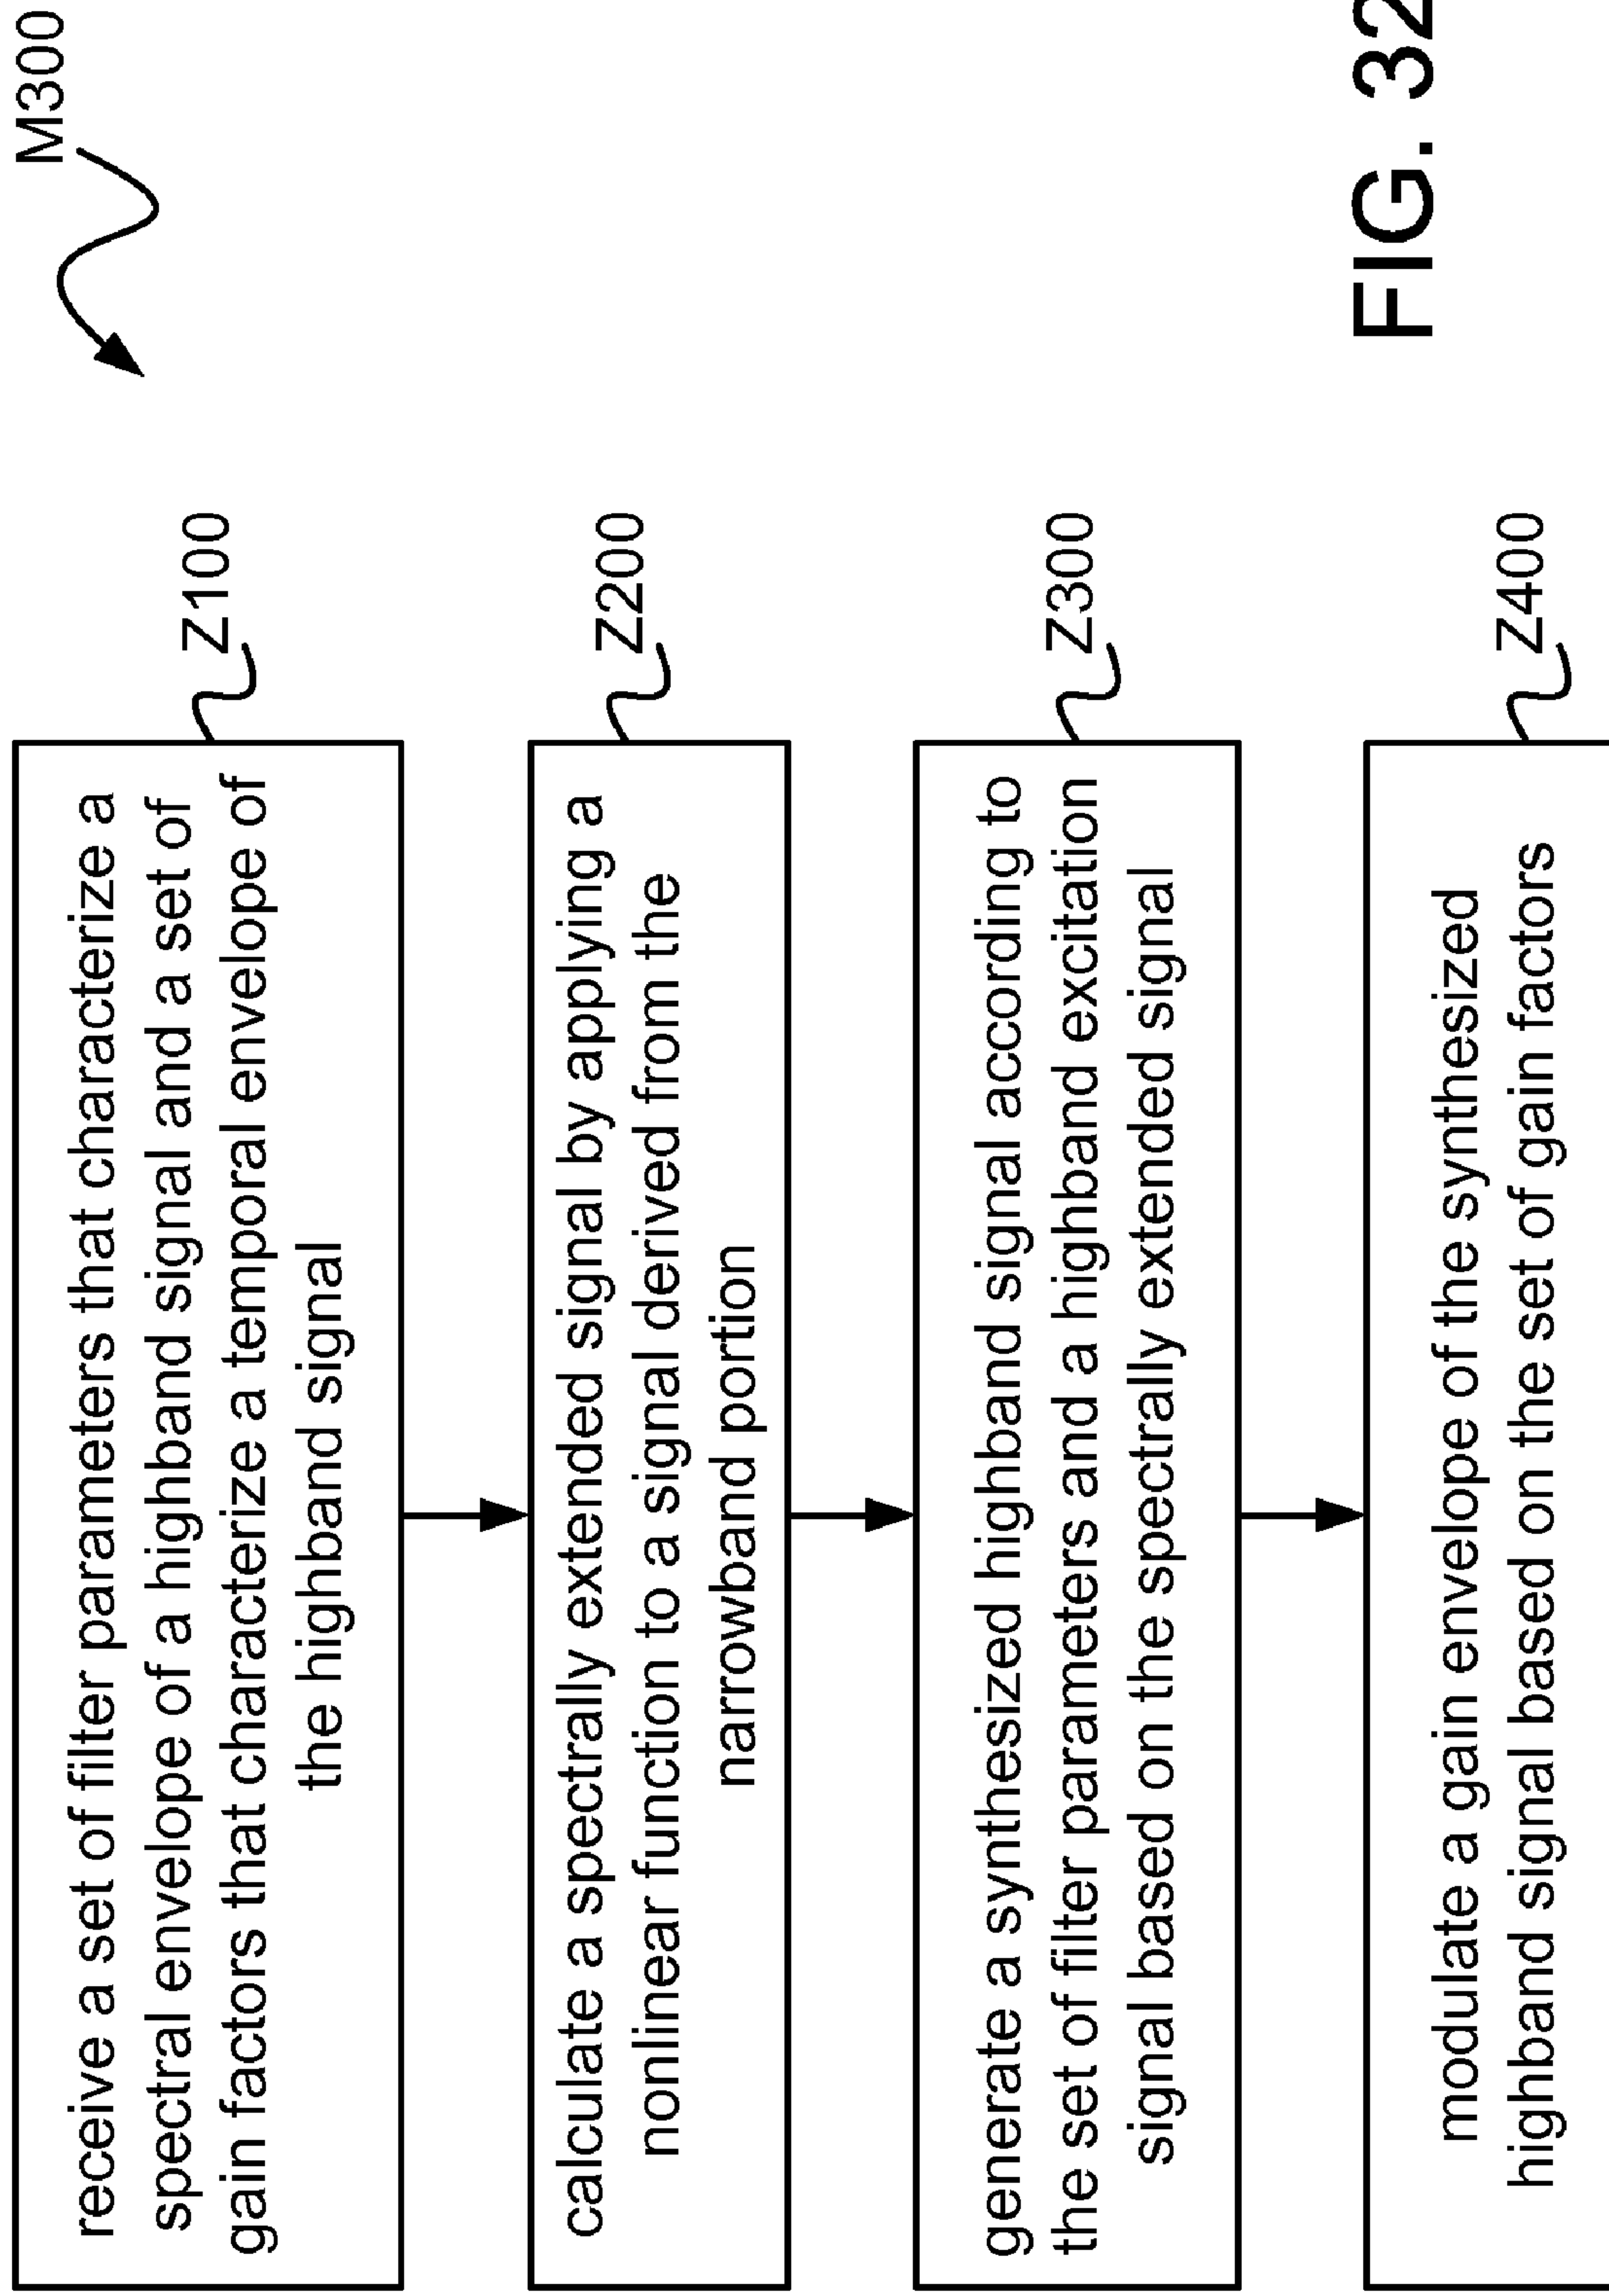 M300
receive a set of filter parameters that characterize a
spectral envelope of a highband signal and a set of
gain factors that characterize a temporal envelope of
the highband signal
Z100
calculate a spectrally extended signal by applying a
nonlinear function to a signal derived from the
narrowband portion
Z200
generate a synthesized highband signal according to
the set of filter parameters and a highband excitation
signal based on the spectrally extended signal
Z300
modulate a gain envelope of the synthesized
highband signal based on the set of gain factors
Z400
FIG. 32